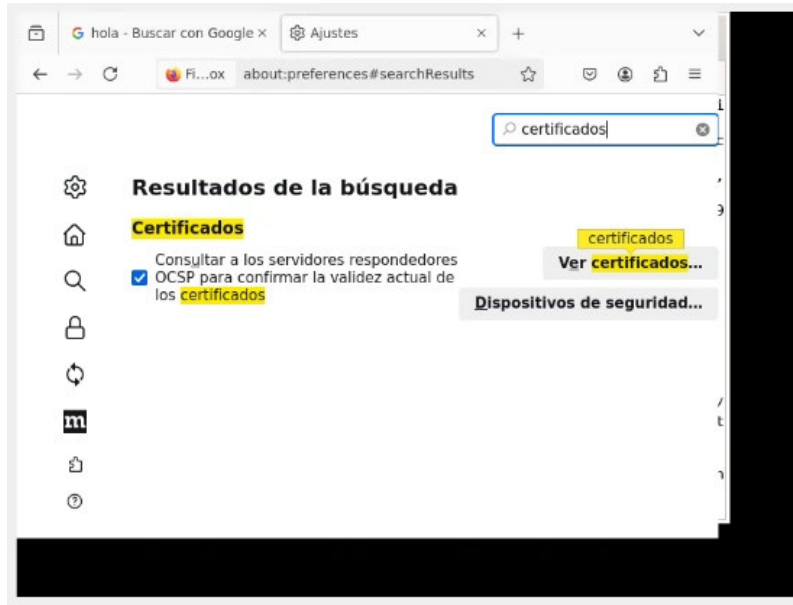 hola - Buscar con Google
Ajustes
Fi...ox about:preferences#searchResults
certificados
Resultados de la búsqueda
Certificados
Consultar a los servidores respondedores
OCSP para confirmar la validez actual de
los certificados
certificados
Ver certificados...
Dispositivos de seguridad...
m